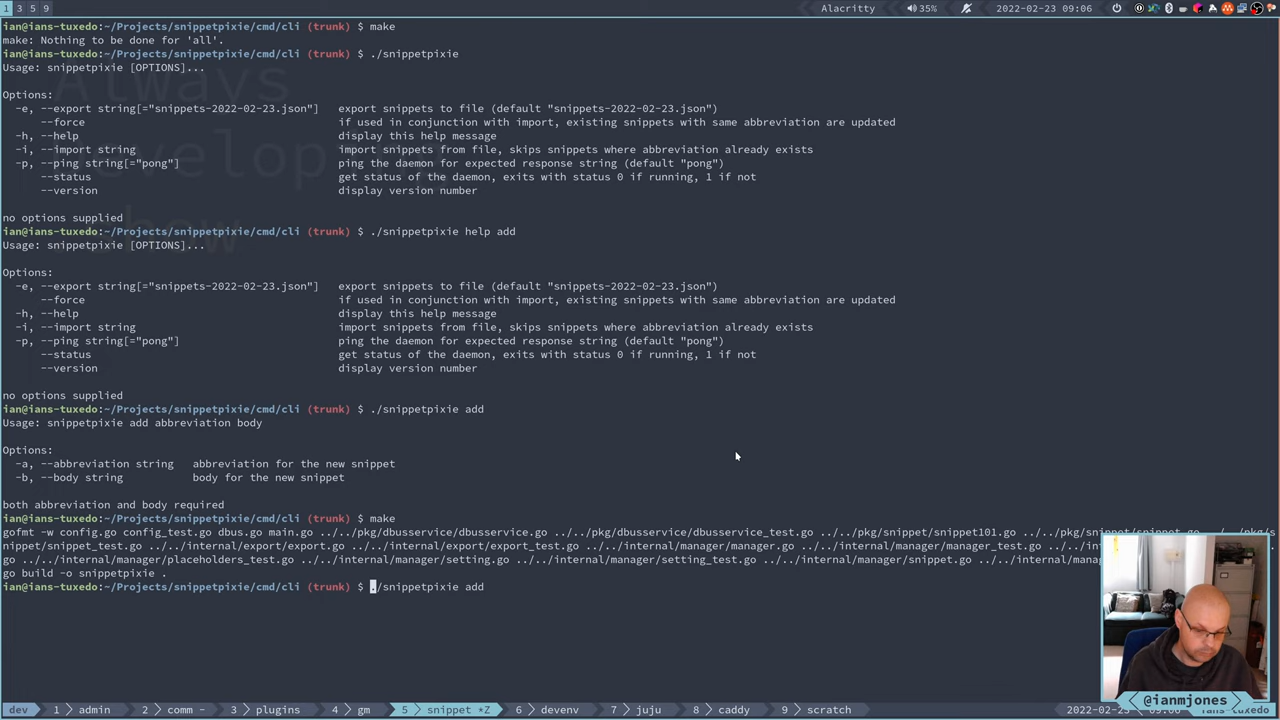 1 3 5 9
Alacritty 35% 2022-02-23 09:06
ian@ians-tuxedo:~/Projects/snippetpixie/cmd/cli (trunk) $ make
make: Nothing to be done for 'all'.
ian@ians-tuxedo:~/Projects/snippetpixie/cmd/cli (trunk) $ ./snippetpixie
Usage: snippetpixie [OPTIONS]...
Always
Options:
-e, --export string[="snippets-2022-02-23.json"] export snippets to file (default "snippets-2022-02-23.json")
--force if used in conjunction with import, existing snippets with same abbreviation are updated
-h, --help display this help message
-i, --import string import snippets from file, skips snippets where abbreviation already exists
-p, --ping string[="pong"] ping the daemon for expected response string (default "pong")
--status get status of the daemon, exits with status 0 if running, 1 if not
--version display version number
no options supplied
ian@ians-tuxedo:~/Projects/snippetpixie/cmd/cli (trunk) $ ./snippetpixie help add
Usage: snippetpixie [OPTIONS]...
Options:
-e, --export string[="snippets-2022-02-23.json"] export snippets to file (default "snippets-2022-02-23.json")
--force if used in conjunction with import, existing snippets with same abbreviation are updated
-h, --help display this help message
-i, --import string import snippets from file, skips snippets where abbreviation already exists
-p, --ping string[="pong"] ping the daemon for expected response string (default "pong")
--status get status of the daemon, exits with status 0 if running, 1 if not
--version display version number
no options supplied
ian@ians-tuxedo:~/Projects/snippetpixie/cmd/cli (trunk) $ ./snippetpixie add
Usage: snippetpixie add abbreviation body
Options:
-a, --abbreviation string abbreviation for the new snippet
-b, --body string body for the new snippet
both abbreviation and body required
ian@ians-tuxedo:~/Projects/snippetpixie/cmd/cli (trunk) $ make
gofmt -w config.go config_test.go dbus.go main.go ../../pkg/dbusservice/dbusservice.go ../../pkg/dbusservice/dbusservice_test.go ../../pkg/snippet/snippet101.go ../../pkg/snippet/snippet.go ../../pkg/s
nippet/snippet_test.go ../../internal/export/export.go ../../internal/export/export_test.go ../../internal/manager/manager.go ../../internal/manager/manager_test.go ../../internal/
manager/placeholders_test.go ../../internal/manager/setting.go ../../internal/manager/setting_test.go ../../internal/manager/snippet.go ../../internal/
go build -o snippetpixie .
ian@ians-tuxedo:~/Projects/snippetpixie/cmd/cli (trunk) $ ./snippetpixie add
@ianmjones
dev 1 admin 2 comm - 3 plugins 4 gm 5 snippet *Z 6 devenv 7 juju 8 caddy 9 scratch